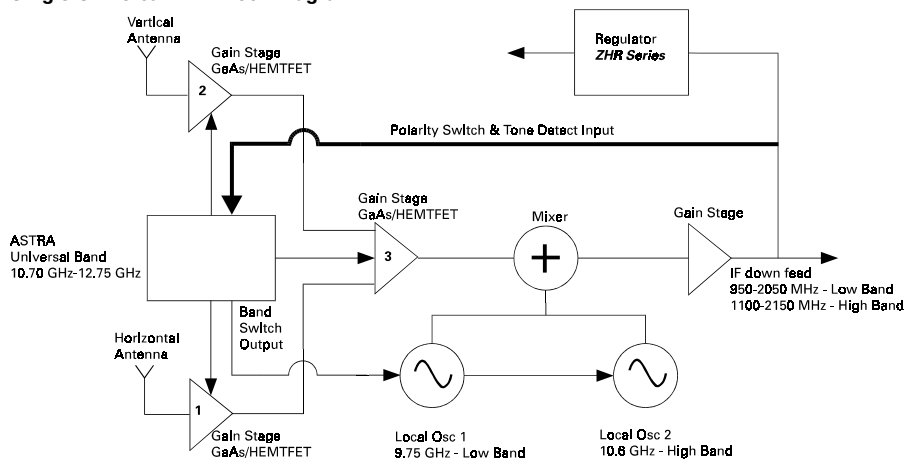 Vertical
Antenna
Gain Stage
GaAs/HEMTFET
2
Regulator
ZHR Series
Polarity Switch & Tone Detect Input
Gain Stage
GaAs/HEMTFET
3
Mixer
+
Gain Stage
ASTRA
Universal Band
10.70 GHz-12.75 GHz
IF down feed
950-2050 MHz - Low Band
1100-2150 MHz - High Band
Band
Switch
Output
Horizontal
Antenna
1
Gain Stage
GaAs/HEMTFET
Local Osc 1
9.75 GHz - Low Band
Local Osc 2
10.6 GHz - High Band